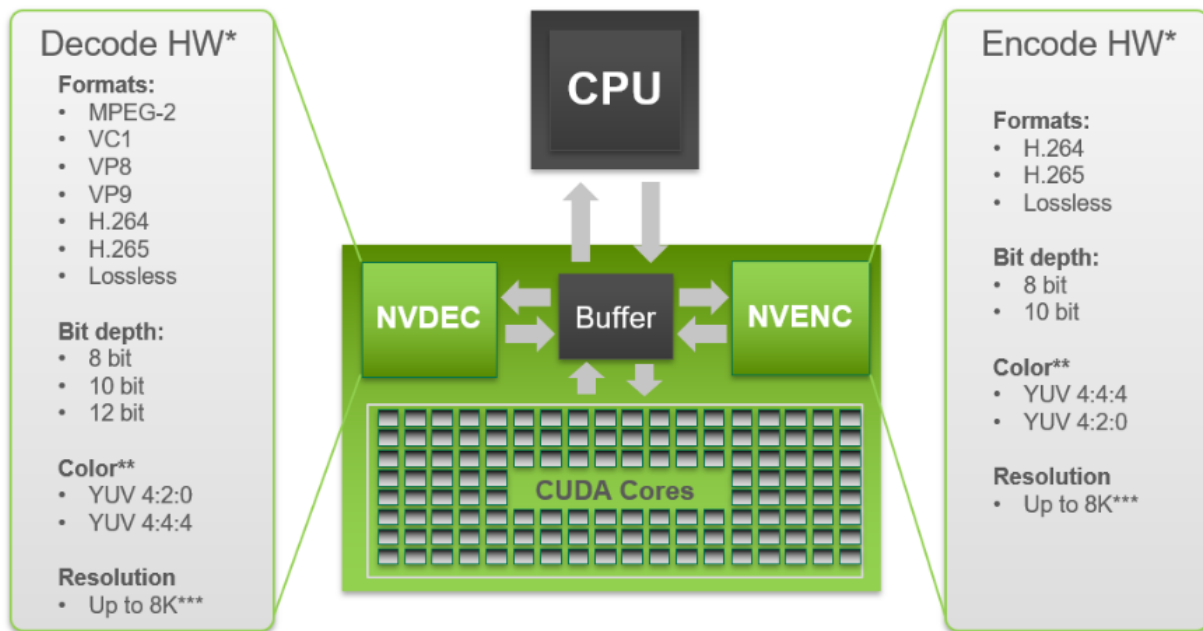 Decode HW*
Formats:
• MPEG-2
• VC1
• VP8
• VP9
• H.264
• H.265
• Lossless
Bit depth:
• 8 bit
• 10 bit
• 12 bit
Color**
• YUV 4:2:0
• YUV 4:4:4
Resolution
• Up to 8K***
CPU
NVDEC
Buffer
NVENC
CUDA Cores
Encode HW*
Formats:
• H.264
• H.265
• Lossless
Bit depth:
• 8 bit
• 10 bit
Color**
• YUV 4:4:4
• YUV 4:2:0
Resolution
• Up to 8K***